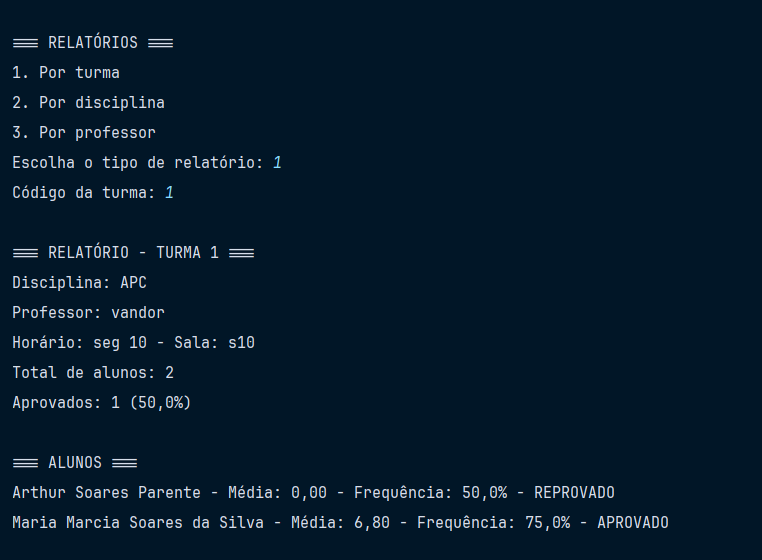 === RELATÓRIOS ===
1. Por turma
2. Por disciplina
3. Por professor
Escolha o tipo de relatório: 1
Código da turma: 1
=== RELATÓRIO - TURMA 1 ===
Disciplina: APC
Professor: vandor
Horário: seg 10 - Sala: s10
Total de alunos: 2
Aprovados: 1 (50,0%)
=== ALUNOS ===
Arthur Soares Parente - Média: 0,00 - Frequência: 50,0% - REPROVADO
Maria Marcia Soares da Silva - Média: 6,80 - Frequência: 75,0% - APROVADO